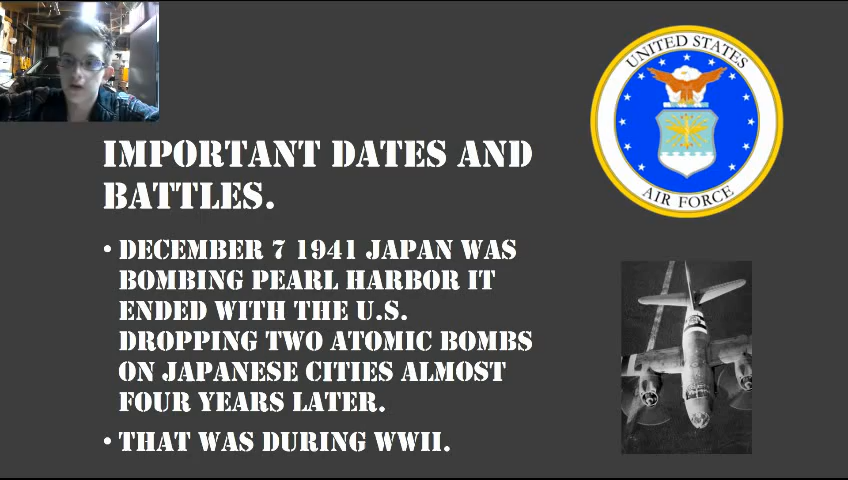 IMPORTANT DATES AND
BATTLES.
• DECEMBER 7 1941 JAPAN WAS
BOMBING PEARL HARBOR IT
ENDED WITH THE U.S.
DROPPING TWO ATOMIC BOMBS
ON JAPANESE CITIES ALMOST
FOUR YEARS LATER.
• THAT WAS DURING WWII.
UNITED STATES
AIR FORCE